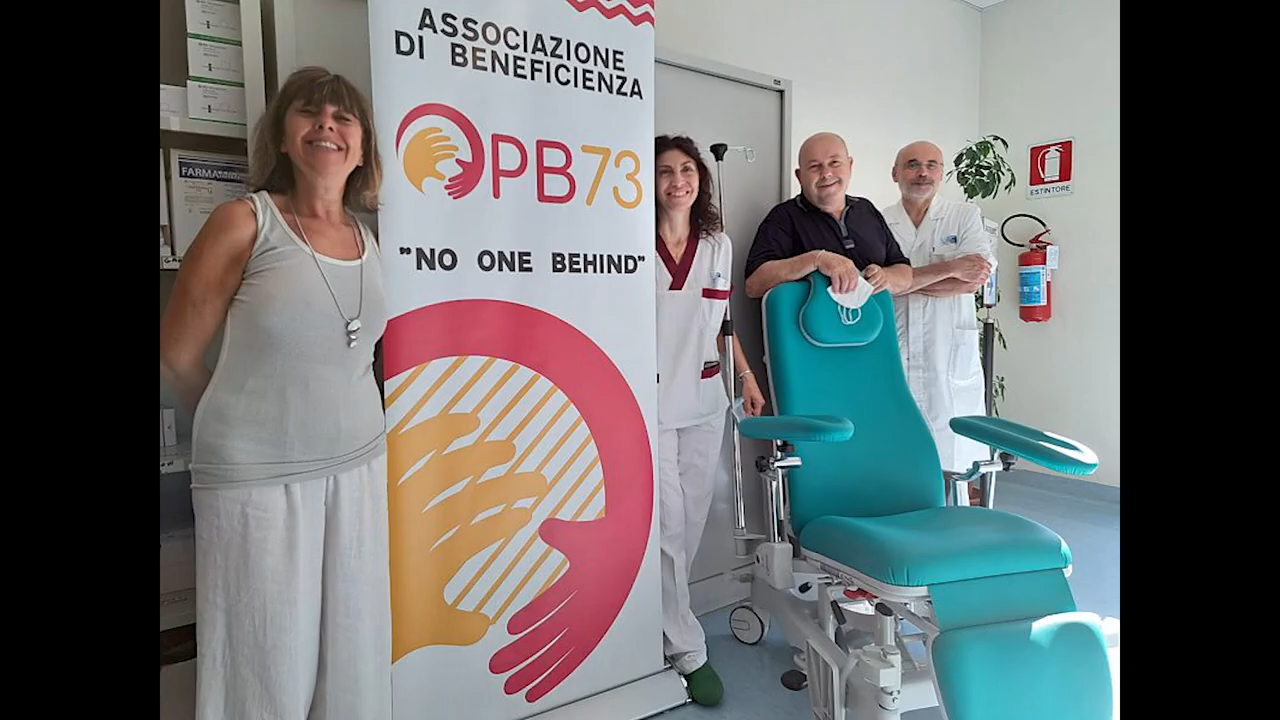 ASSOCIAZIONE
DI BENEFICIENZA
PB73
"NO ONE BEHIND"
FARMA
ESTINTORE